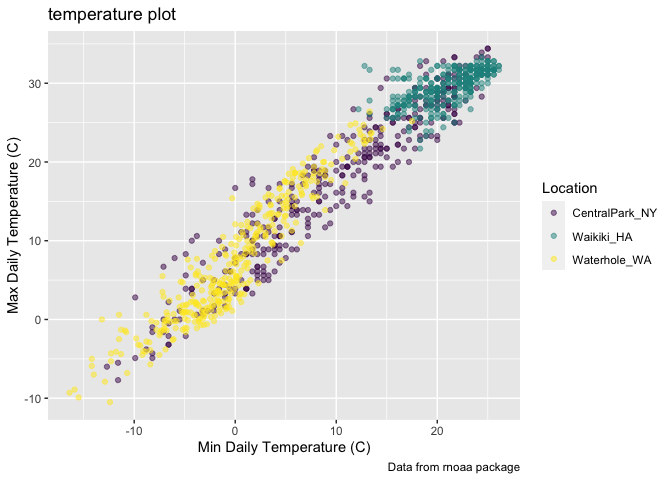 temperature plot
Max Daily Temperature (C)
30
20
10
0
-10
-10
0
10
20
Min Daily Temperature (C)
Location
CentralPark_NY
Waikiki_HA
Waterhole_WA
Data from rnoaa package